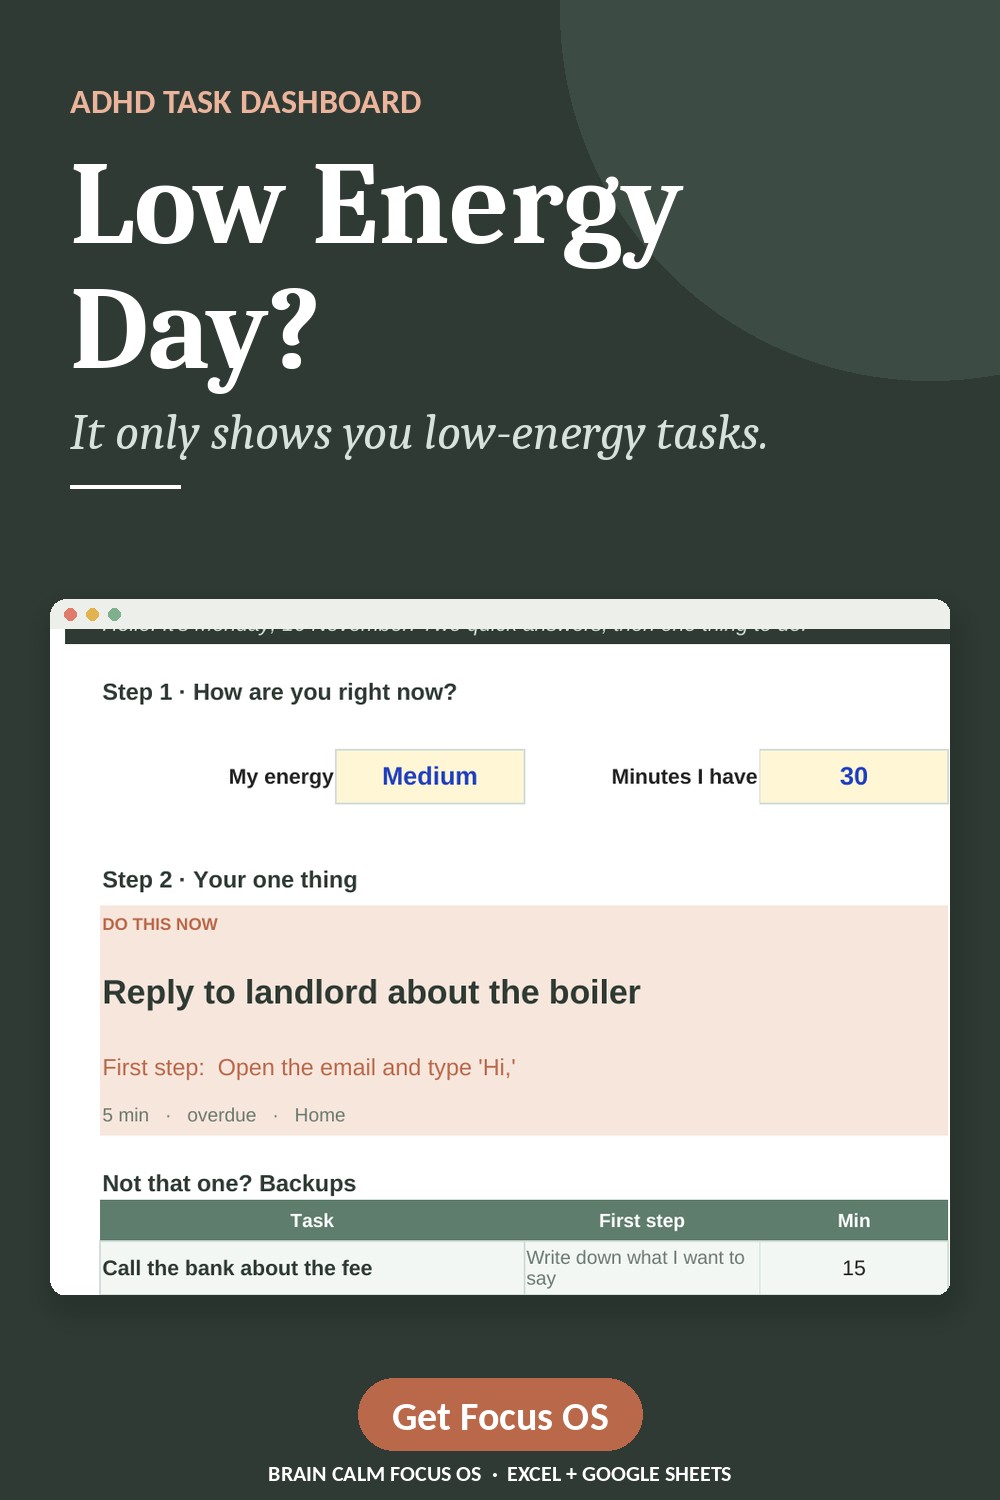 ADHD TASK DASHBOARD
Low Energy
Day?
It only shows you low-energy tasks.
Step 1 · How are you right now?
My energy Medium Minutes I have 30
Step 2 · Your one thing
DO THIS NOW
Reply to landlord about the boiler
First step: Open the email and type 'Hi,'
5 min · overdue · Home
Not that one? Backups
Task First step Min
Call the bank about the fee Write down what I want to say 15
Get Focus OS
BRAIN CALM FOCUS OS · EXCEL + GOOGLE SHEETS